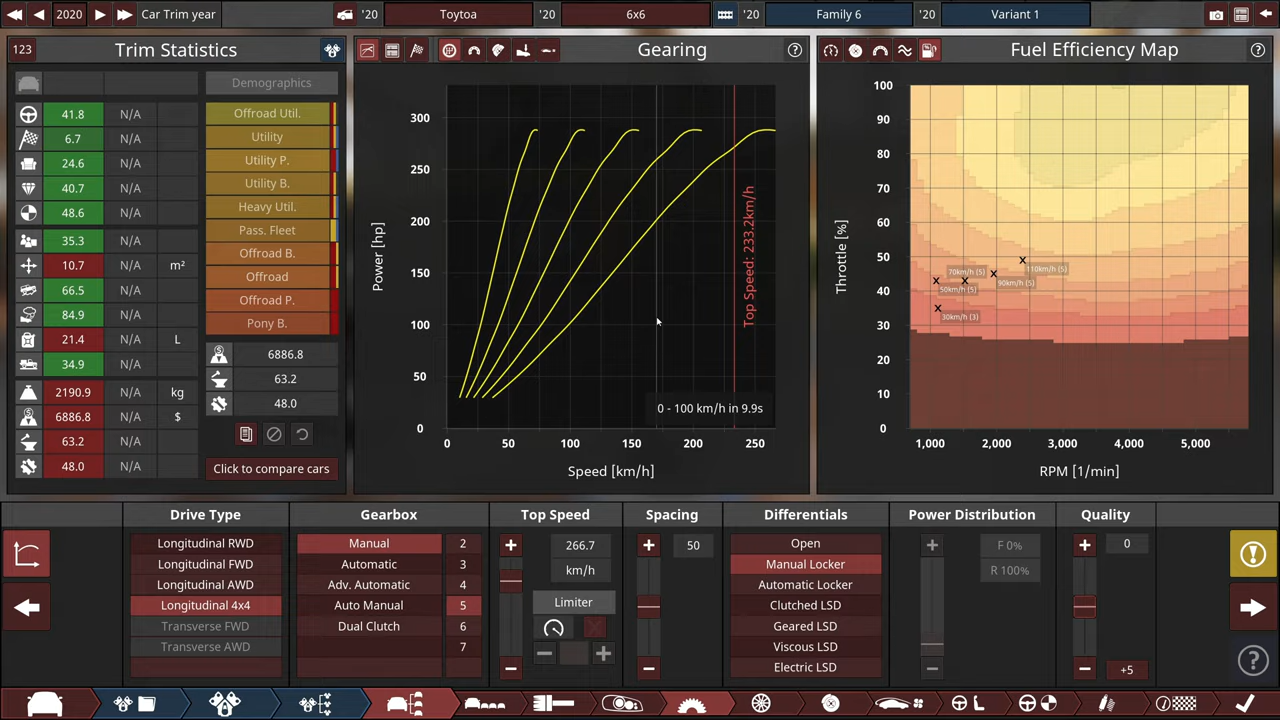 2020 Car Trim year '20 Toytoa '20 6x6 '20 Family 6 '20 Variant 1
123 Trim Statistics
Demographics
41.8 N/A
6.7 N/A
24.6 N/A
40.7 N/A
48.6 N/A
35.3 N/A
10.7 N/A m²
66.5 N/A
84.9 N/A
21.4 N/A L
34.9 N/A
2190.9 N/A kg
6886.8 N/A $
63.2 N/A
48.0 N/A
Offroad Util.
Utility
Utility P.
Utility B.
Heavy Util.
Pass. Fleet
Offroad B.
Offroad
Offroad P.
Pony B.
6886.8
63.2
48.0
Click to compare cars
Gearing
?
Power [hp]
300
250
200
150
100
50
0
0 50 100 150 200 250
Speed [km/h]
Top Speed: 233.2km/h
0 - 100 km/h in 9.9s
Fuel Efficiency Map
?
Throttle [%]
100
90
80
70
60
50
40
30
20
10
0
110km/h (5)
70km/h (5)
90km/h (5)
50km/h (5)
30km/h (3)
1,000 2,000 3,000 4,000 5,000
RPM [1/min]
Drive Type
Longitudinal RWD
Longitudinal FWD
Longitudinal AWD
Longitudinal 4x4
Transverse FWD
Transverse AWD
Gearbox
Manual 2
Automatic 3
Adv. Automatic 4
Auto Manual 5
Dual Clutch 6
7
Top Speed
+ 266.7
km/h
Limiter
Spacing
+ 50
Differentials
Open
Manual Locker
Automatic Locker
Clutched LSD
Geared LSD
Viscous LSD
Electric LSD
Power Distribution
+ F 0%
R 100%
Quality
+ 0
+5
?